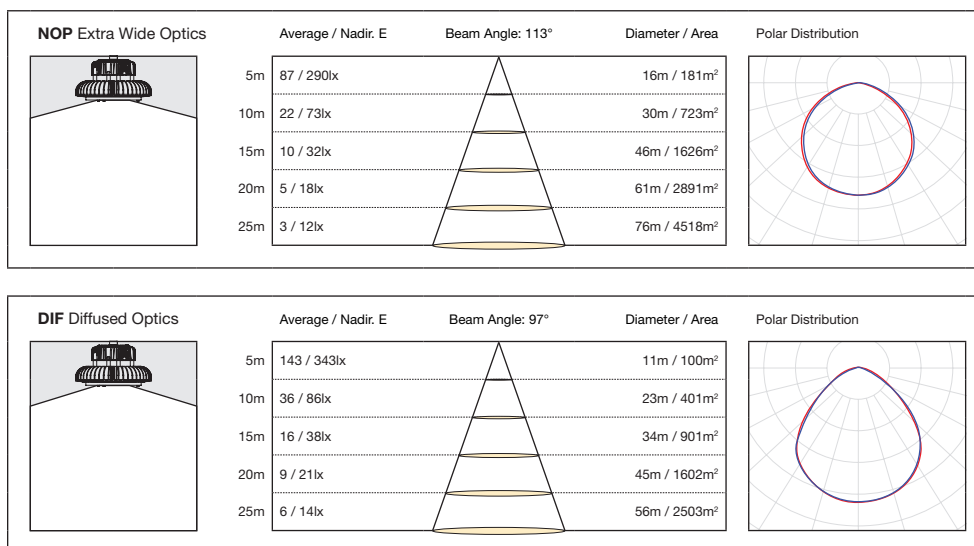 NOP Extra Wide Optics
Average / Nadir. E
Beam Angle: 113°
Diameter / Area
Polar Distribution
5m 87 / 290lx 16m / 181m²
10m 22 / 73lx 30m / 723m²
15m 10 / 32lx 46m / 1626m²
20m 5 / 18lx 61m / 2891m²
25m 3 / 12lx 76m / 4518m²
DIF Diffused Optics
Average / Nadir. E
Beam Angle: 97°
Diameter / Area
Polar Distribution
5m 143 / 343lx 11m / 100m²
10m 36 / 86lx 23m / 401m²
15m 16 / 38lx 34m / 901m²
20m 9 / 21lx 45m / 1602m²
25m 6 / 14lx 56m / 2503m²